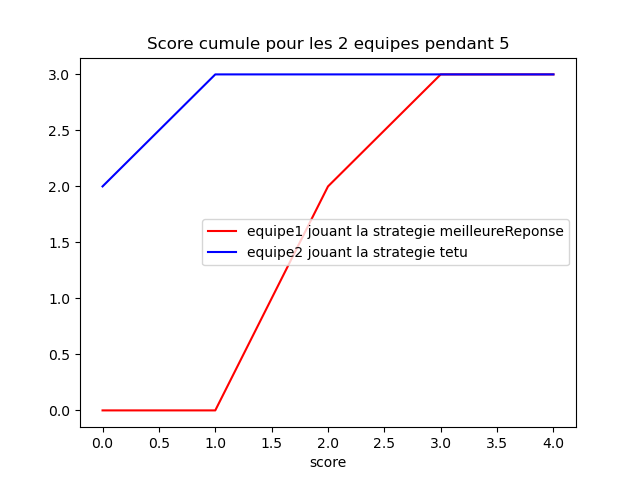 Score cumule pour les 2 equipes pendant 5
3.0
2.5
2.0
1.5
1.0
0.5
0.0
equipe1 jouant la strategie meilleureReponse
equipe2 jouant la strategie tetu
0.0 0.5 1.0 1.5 2.0 2.5 3.0 3.5 4.0
score